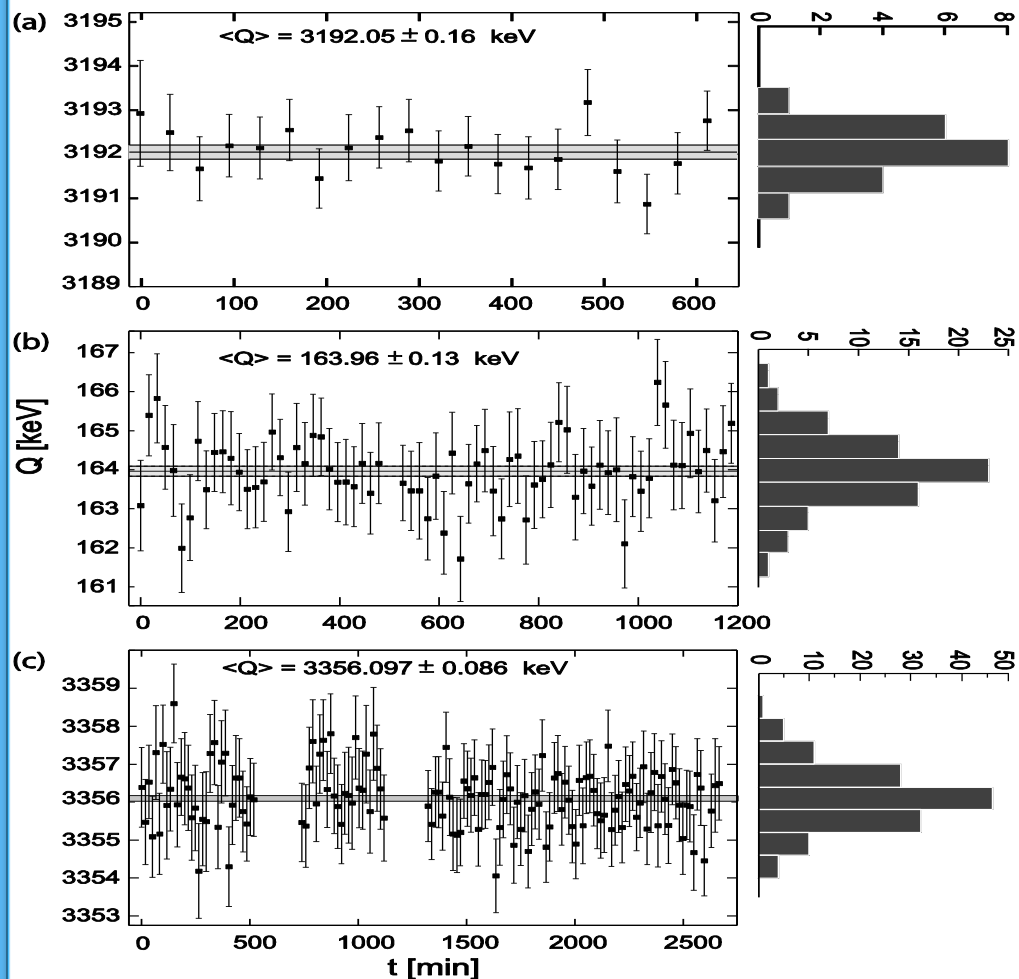 (a)
<Q> = 3192.05 ± 0.16 keV
3195
3194
3193
3192
3191
3190
3189
0 100 200 300 400 500 600
0 2 4 6 8
(b)
<Q> = 163.96 ± 0.13 keV
167
166
165
164
163
162
161
0 200 400 600 800 1000 1200
0 5 10 15 20 25
Q [keV]
(c)
<Q> = 3356.097 ± 0.086 keV
3359
3358
3357
3356
3355
3354
3353
0 500 1000 1500 2000 2500
0 10 20 30 40 50
t [min]